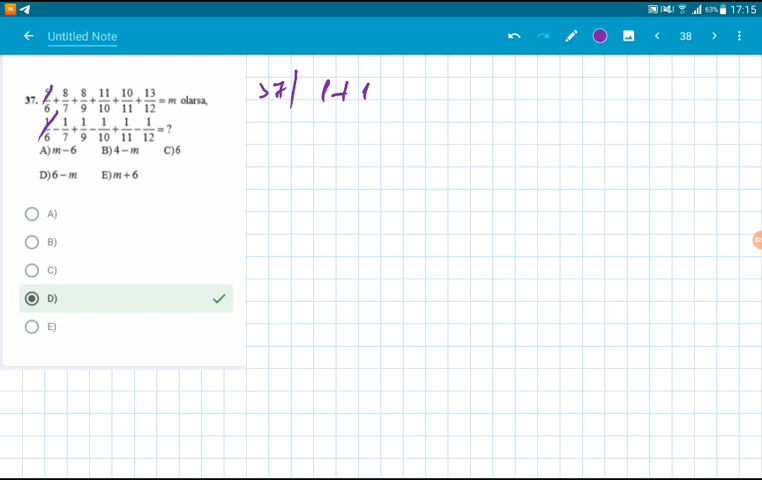 63% 17:15
Untitled Note
38
37. /6 + 8/7 + 8/9 + 11/10 + 10/11 + 13/12 = m olarsa,
1/6 - 1/7 + 1/9 - 1/10 + 1/11 - 1/12 = ?
A) m - 6 B) 4 - m C) 6
D) 6 - m E) m + 6
A)
B)
C)
D)
E)
37/ 1+1